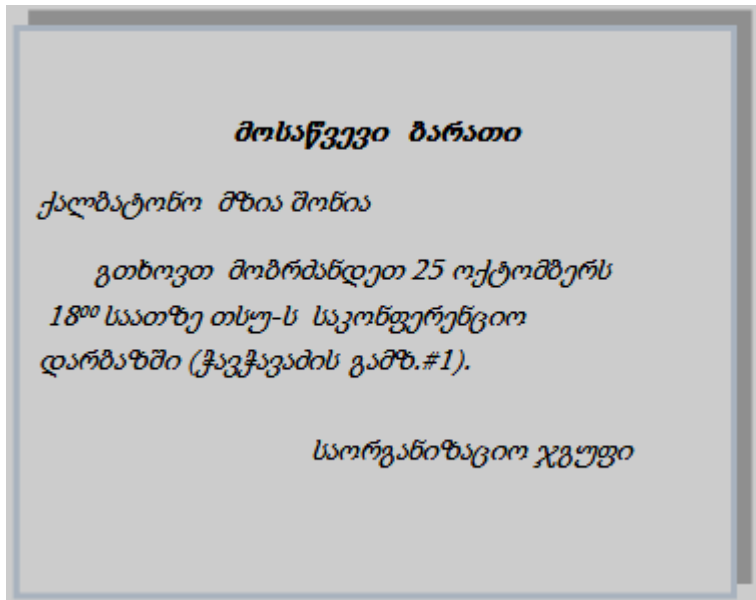 მოსაწვევი ბარათი
ქალბატონო მზია შონია
გთხოვთ მობრძანდეთ 25 ოქტომბერს
18⁰⁰ საათზე თსუ-ს საკონფერენციო
დარბაზში (ჭავჭავაძის გამზ.#1).
საორგანიზაციო ჯგუფი